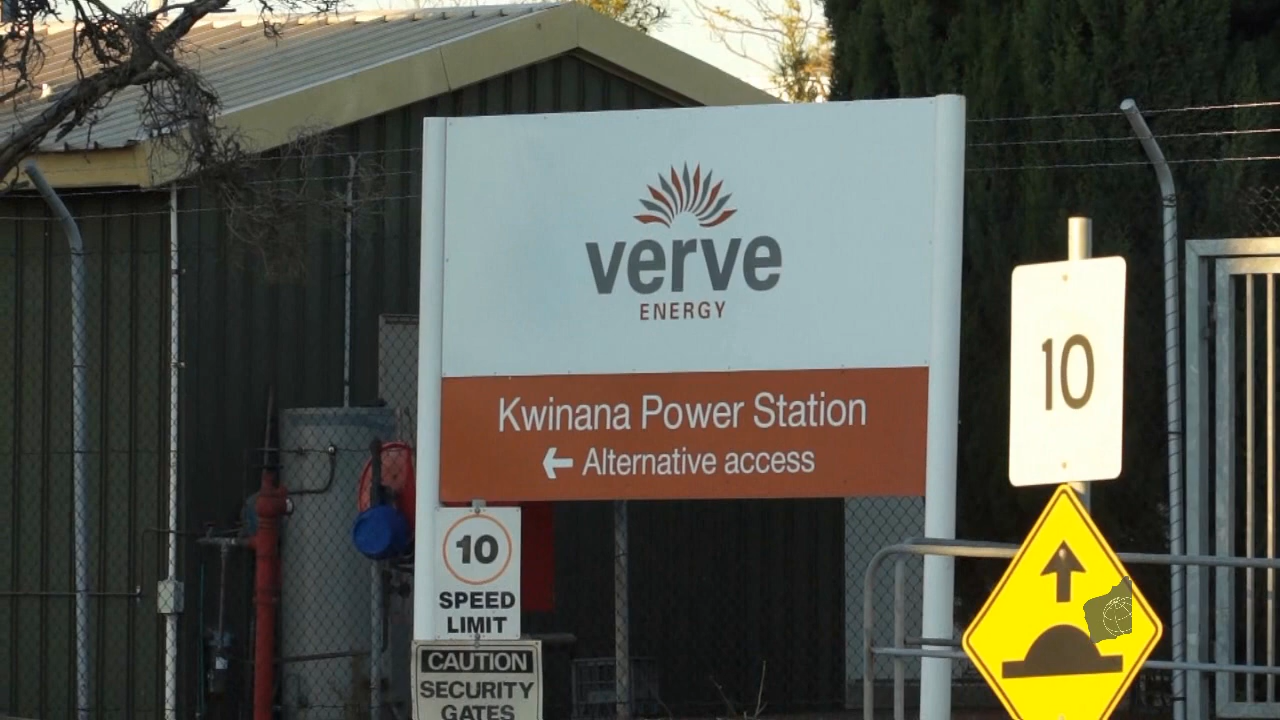 verve
ENERGY
Kwinana Power Station
← Alternative access
10
10
SPEED
LIMIT
CAUTION
SECURITY
GATES